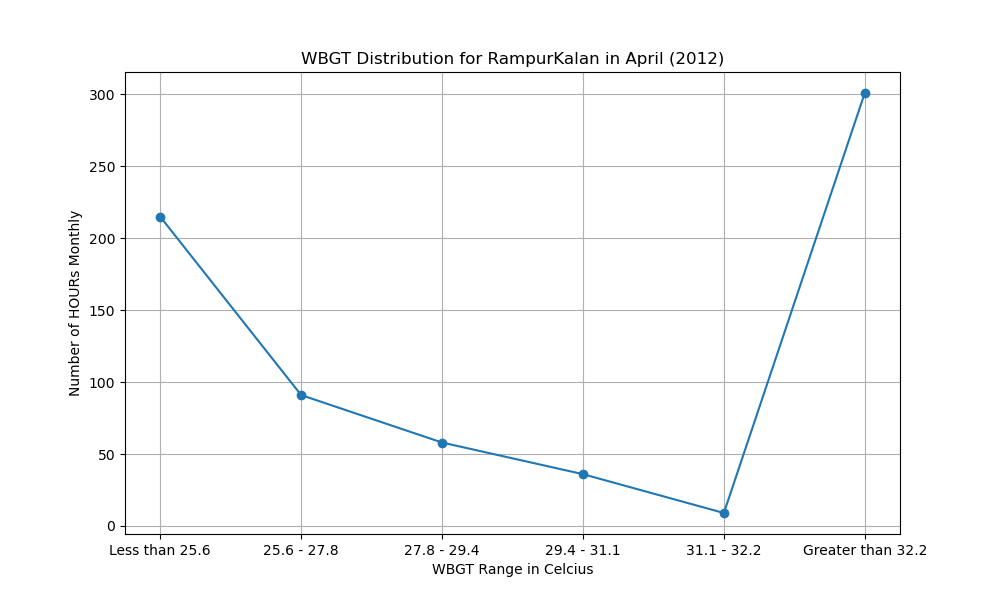 WBGT Distribution for RampurKalan in April (2012)
Number of HOURs Monthly
300
250
200
150
100
50
0
Less than 25.6 25.6 - 27.8 27.8 - 29.4 29.4 - 31.1 31.1 - 32.2 Greater than 32.2
WBGT Range in Celcius